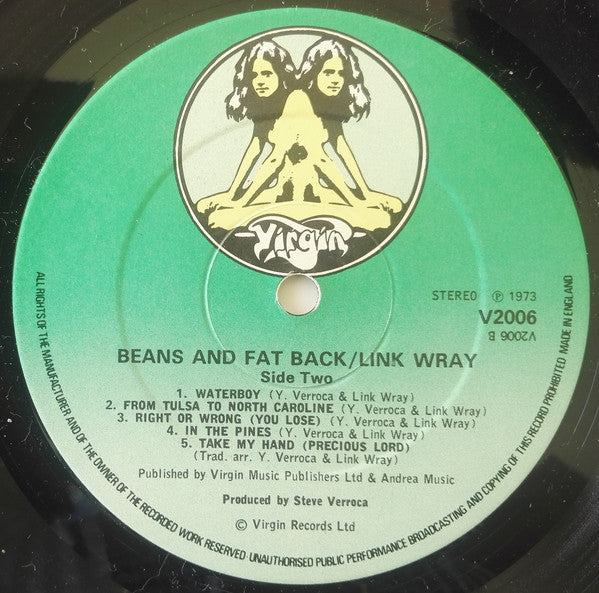 Virgin
STEREO ℗ 1973
V2006
V2006 B
BEANS AND FAT BACK/LINK WRAY
Side Two
1. WATERBOY (Y. Verroca & Link Wray)
2. FROM TULSA TO NORTH CAROLINE (Y. Verroca & Link Wray)
3. RIGHT OR WRONG (YOU LOSE) (Y. Verroca & Link Wray)
4. IN THE PINES (Y. Verroca & Link Wray)
5. TAKE MY HAND (PRECIOUS LORD)
(Trad. arr. Y. Verroca & Link Wray)
Published by Virgin Music Publishers Ltd & Andrea Music
Produced by Steve Verroca
© Virgin Records Ltd
ALL RIGHTS OF THE MANUFACTURER AND OF THE OWNER OF THE RECORDED WORK RESERVED·UNAUTHORISED PUBLIC PERFORMANCE BROADCASTING AND COPYING OF THIS RECORD PROHIBITED MADE IN ENGLAND